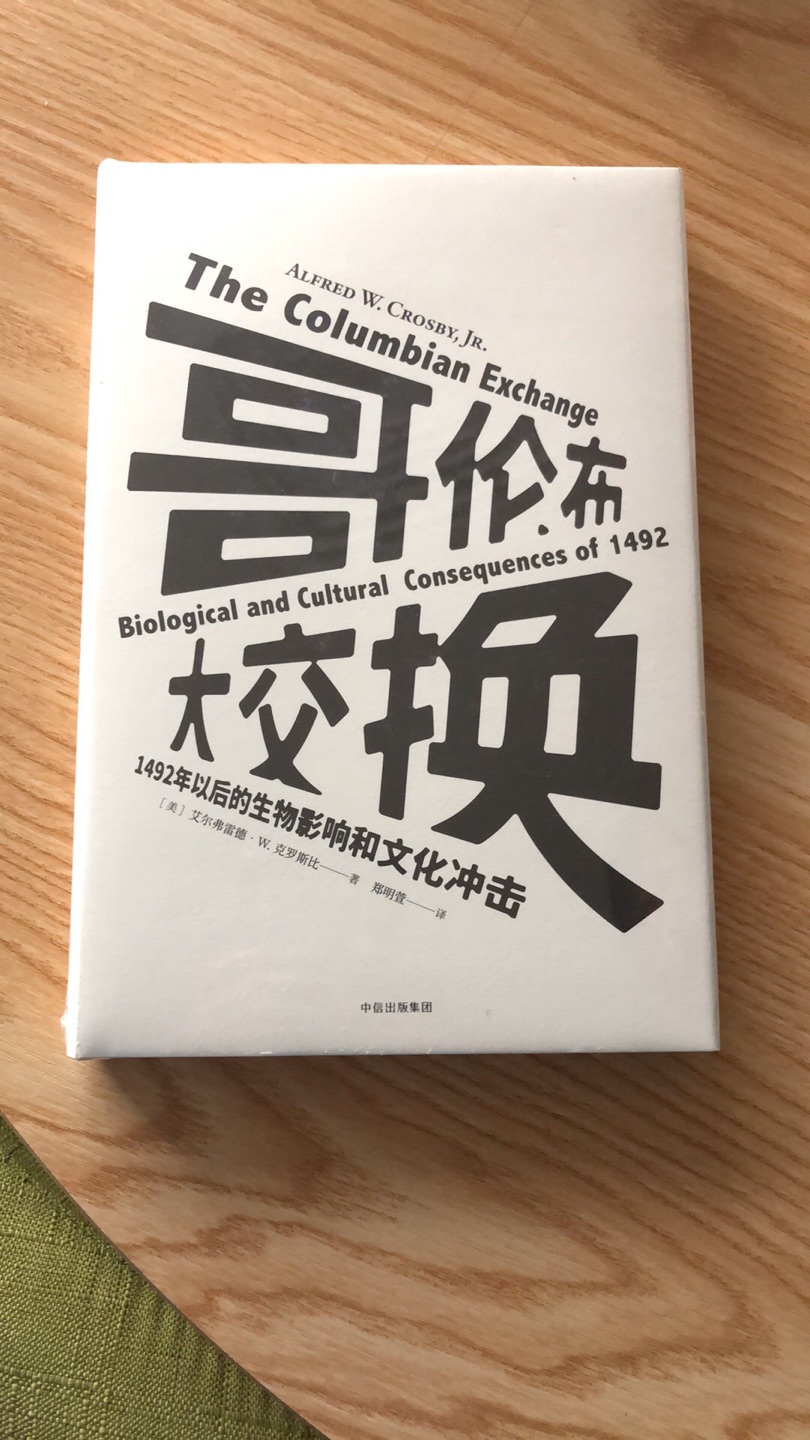 ALFRED W. CROSBY, JR.
The Columbian Exchange
哥伦布
Biological and Cultural Consequences of 1492
大交换
1492年以后的生物影响和文化冲击
［美］艾尔弗雷德·W. 克罗斯比——著 郑明萱——译
中信出版集团